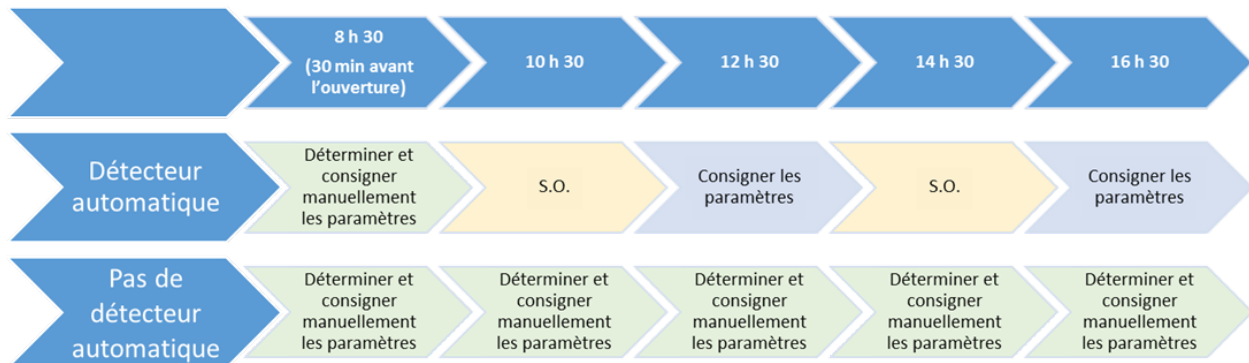 8 h 30
(30 min avant
l’ouverture)
10 h 30
12 h 30
14 h 30
16 h 30
Détecteur
automatique
Déterminer et
consigner
manuellement
les paramètres
S.O.
Consigner les
paramètres
S.O.
Consigner les
paramètres
Pas de
détecteur
automatique
Déterminer et
consigner
manuellement
les paramètres
Déterminer et
consigner
manuellement
les paramètres
Déterminer et
consigner
manuellement
les paramètres
Déterminer et
consigner
manuellement
les paramètres
Déterminer et
consigner
manuellement
les paramètres